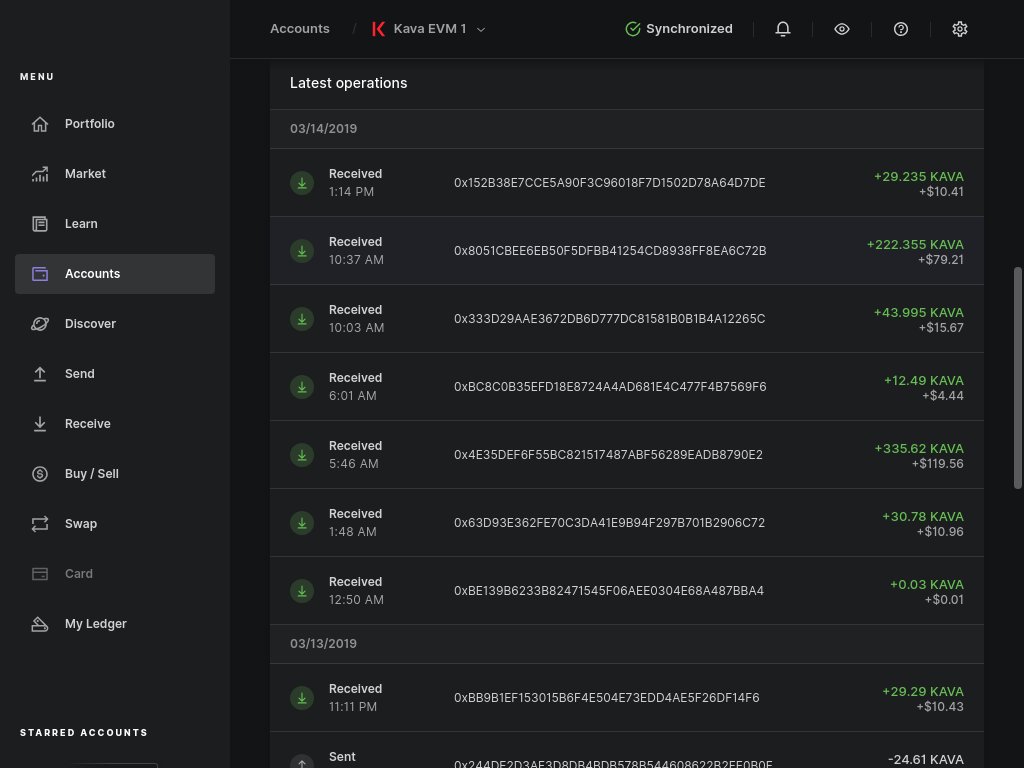 Accounts / Kava EVM 1 Synchronized
MENU
Portfolio
Market
Learn
Accounts
Discover
Send
Receive
Buy / Sell
Swap
Card
My Ledger
STARRED ACCOUNTS
Latest operations
03/14/2019
Received
1:14 PM
0x152B38E7CCE5A90F3C96018F7D1502D78A64D7DE
+29.235 KAVA
+$10.41
Received
10:37 AM
0x8051CBEE6EB50F5DFBB41254CD8938FF8EA6C72B
+222.355 KAVA
+$79.21
Received
10:03 AM
0x333D29AAE3672DB6D777DC81581B0B1B4A12265C
+43.995 KAVA
+$15.67
Received
6:01 AM
0xBC8C0B35EFD18E8724A4AD681E4C477F4B7569F6
+12.49 KAVA
+$4.44
Received
5:46 AM
0x4E35DEF6F55BC821517487ABF56289EADB8790E2
+335.62 KAVA
+$119.56
Received
1:48 AM
0x63D93E362FE70C3DA41E9B94F297B701B2906C72
+30.78 KAVA
+$10.96
Received
12:50 AM
0xBE139B6233B82471545F06AEE0304E68A487BBA4
+0.03 KAVA
+$0.01
03/13/2019
Received
11:11 PM
0xBB9B1EF153015B6F4E504E73EDD4AE5F26DF14F6
+29.29 KAVA
+$10.43
Sent
-24.61 KAVA